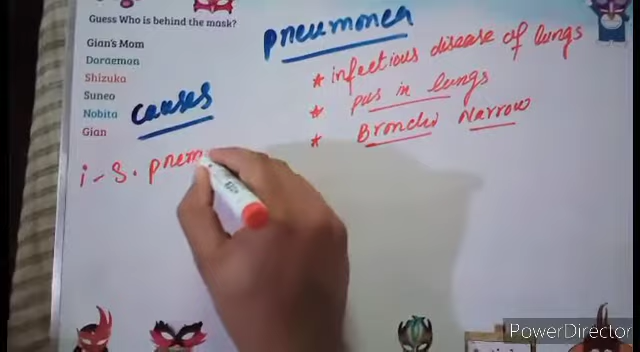 Guess Who is behind the mask?
Gian's Mom
Doraemon
Shizuka
Suneo
Nobita
Gian
pneumonea
* infectious disease of lungs
* pus in lungs
* Bronchi Narrow
causes
i - S. pnem
PowerDirector